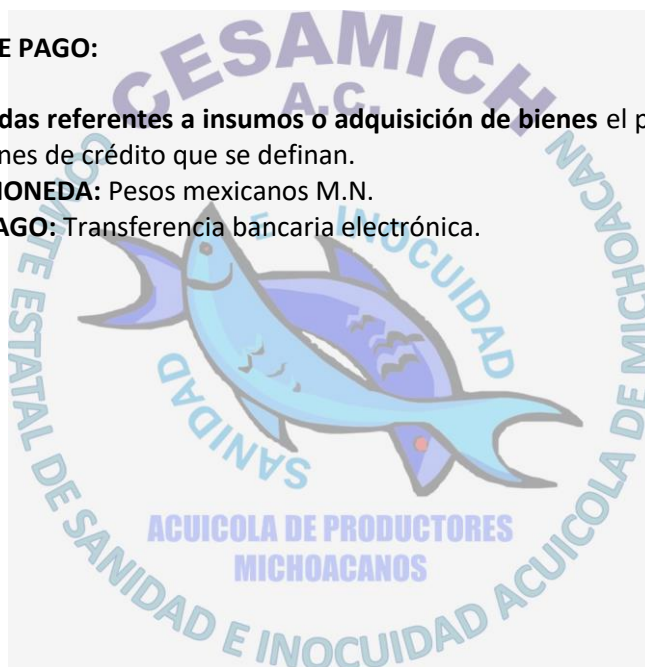 E PAGO:
CESAMICH
A.C.
das referentes a insumos o adquisición de bienes el p
nes de crédito que se definan.
MONEDA: Pesos mexicanos M.N.
AGO: Transferencia bancaria electrónica.
COMITE ESTATAL DE SANIDAD E INOCUIDAD ACUICOLA DE MICHOACAN
SANIDAD E INOCUIDAD
ACUICOLA DE PRODUCTORES
MICHOACANOS